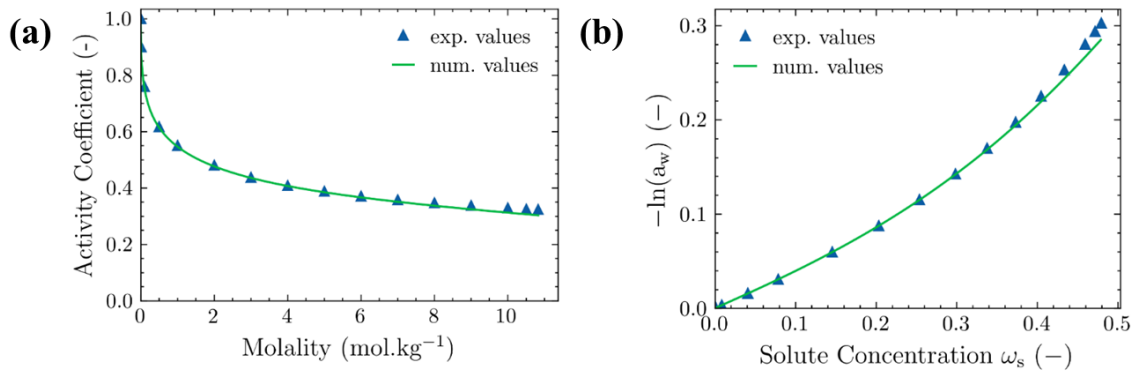 (a)
Activity Coefficient (-)
1.0
0.8
0.6
0.4
0.2
0.0
exp. values
num. values
0
2
4
6
8
10
Molality (mol.kg⁻¹)
(b)
−ln(a_w) (−)
0.3
0.2
0.1
0.0
exp. values
num. values
0.0
0.1
0.2
0.3
0.4
0.5
Solute Concentration ω_s (−)